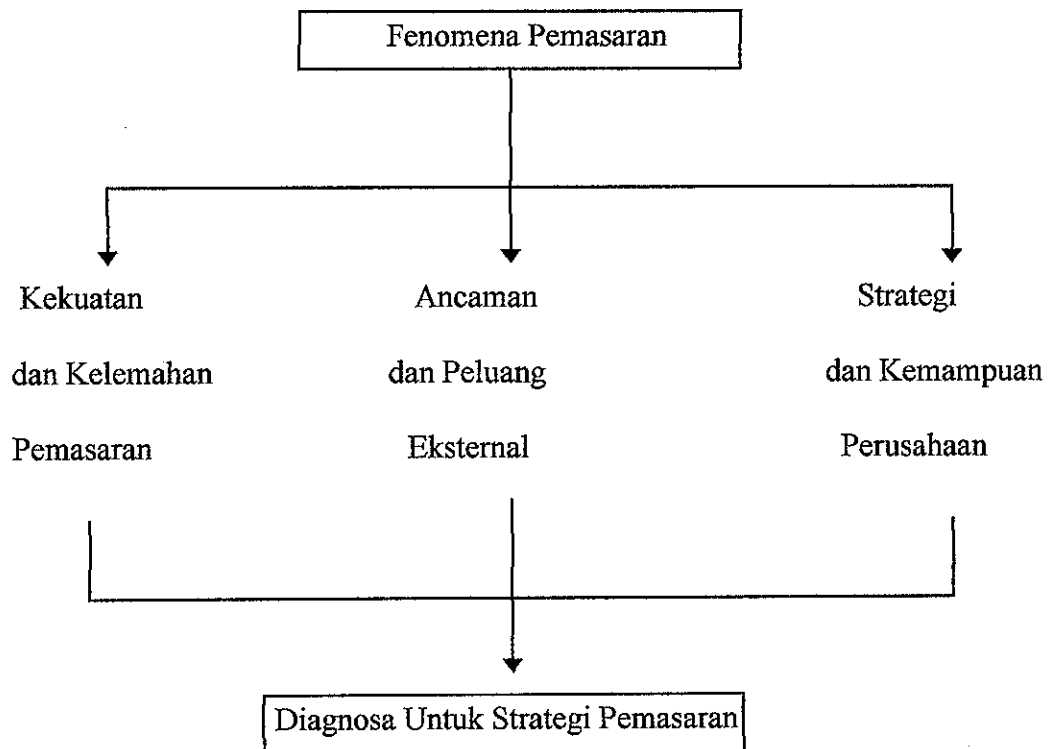 Fenomena Pemasaran
Kekuatan
dan Kelemahan
Pemasaran
Ancaman
dan Peluang
Eksternal
Strategi
dan Kemampuan
Perusahaan
Diagnosa Untuk Strategi Pemasaran